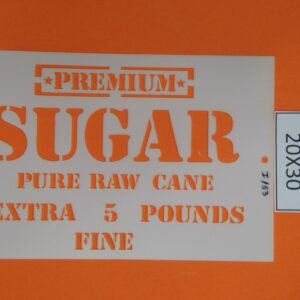 ★PREMIUM★
SUGAR
PURE RAW CANE
EXTRA 5 POUNDS
FINE
20X30